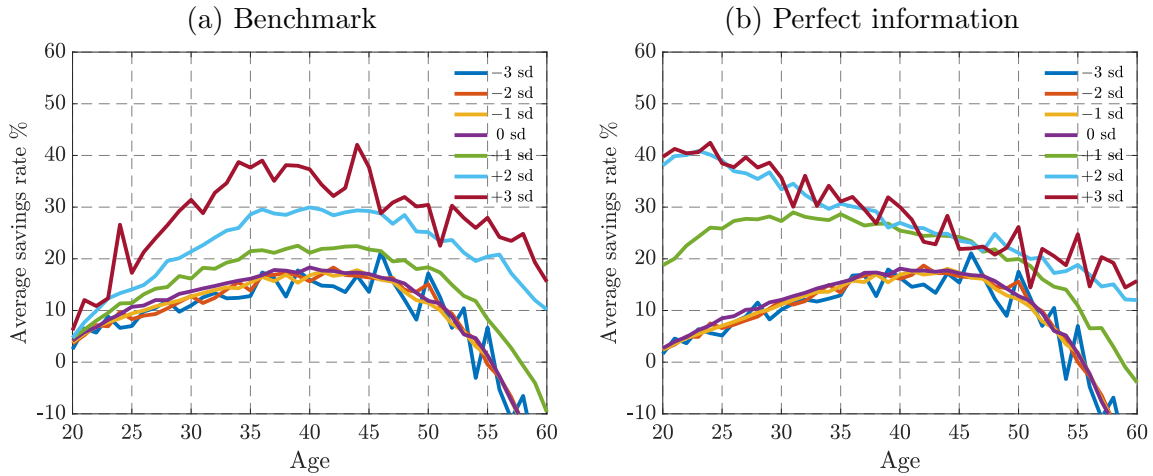 (a) Benchmark
60
50
40
30
20
10
0
-10
Average savings rate %
20 25 30 35 40 45 50 55 60
Age
−3 sd
−2 sd
−1 sd
0 sd
+1 sd
+2 sd
+3 sd
(b) Perfect information
60
50
40
30
20
10
0
-10
Average savings rate %
20 25 30 35 40 45 50 55 60
Age
−3 sd
−2 sd
−1 sd
0 sd
+1 sd
+2 sd
+3 sd